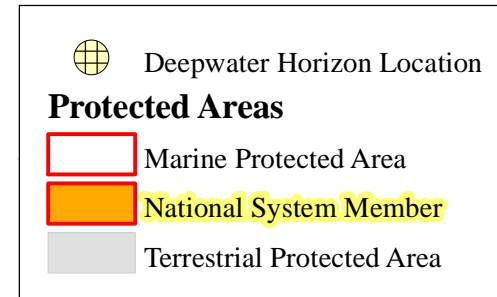 Deepwater Horizon Location
Protected Areas
Marine Protected Area
National System Member
Terrestrial Protected Area